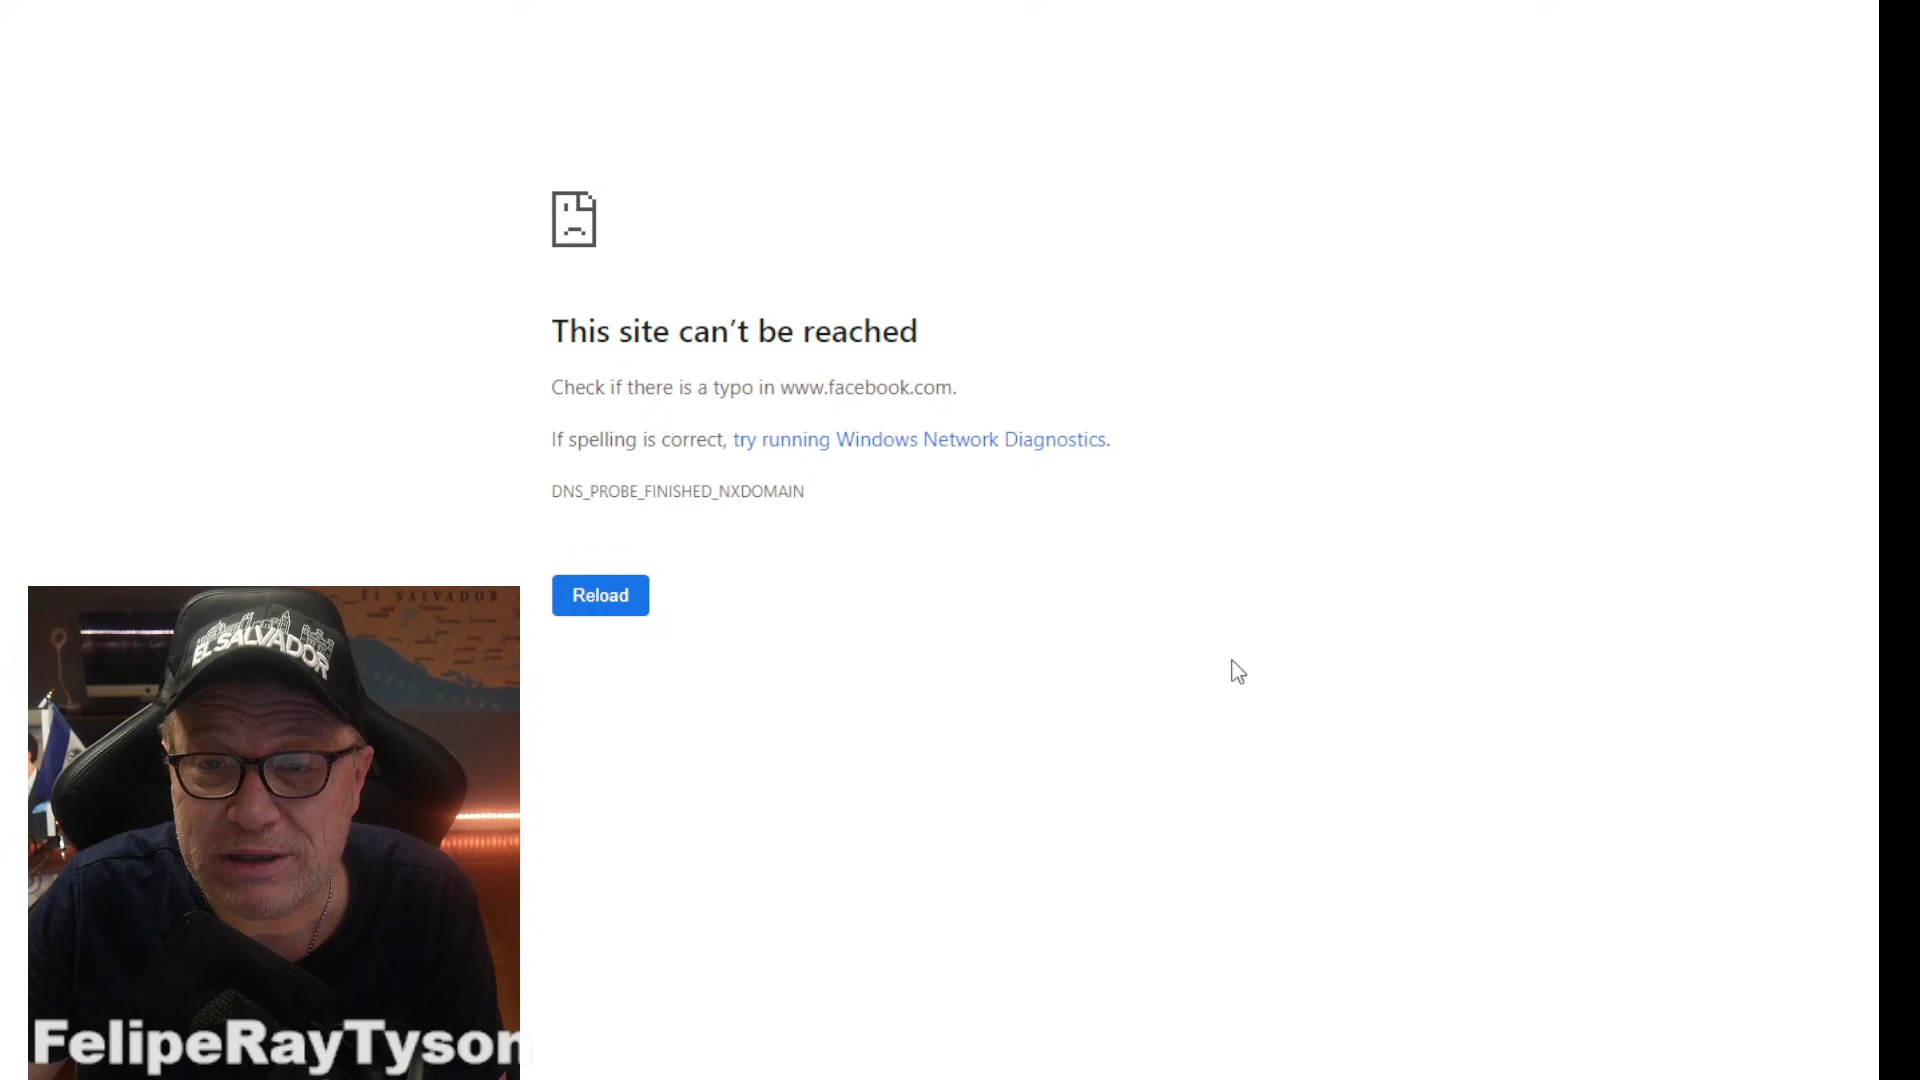 This site can’t be reached
Check if there is a typo in www.facebook.com.
If spelling is correct, try running Windows Network Diagnostics.
DNS_PROBE_FINISHED_NXDOMAIN
Reload
EL SALVADOR
EL SALVADOR
FelipeRayTyson